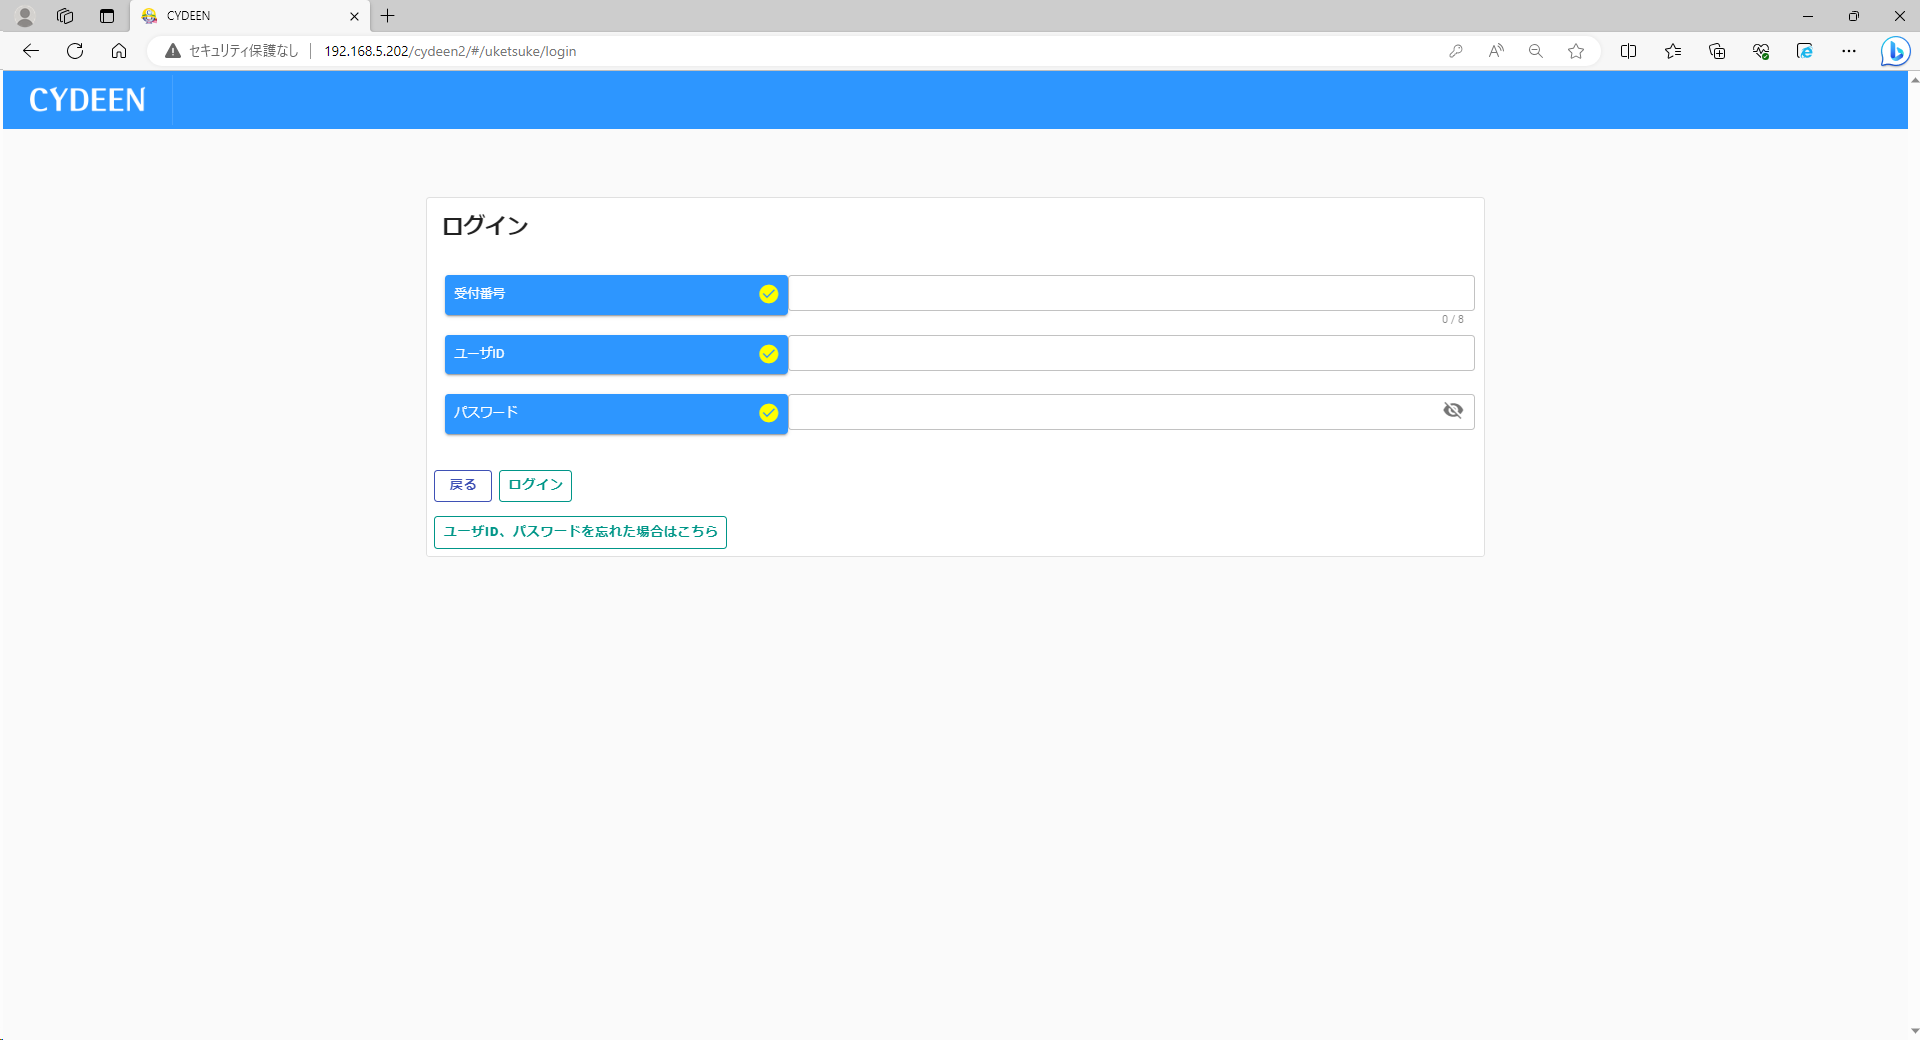 CYDEEN
セキュリティ保護なし
192.168.5.202/cydeen2/#/uketsuke/login
CYDEEN
ログイン
受付番号
0 / 8
ユーザID
パスワード
戻る ログイン
ユーザID、パスワードを忘れた場合はこちら